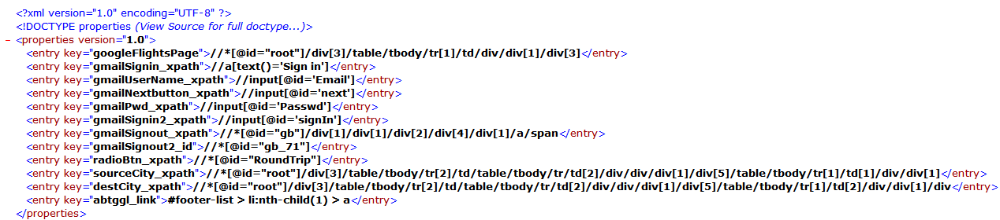 <?xml version="1.0" encoding="UTF-8" ?>
<!DOCTYPE properties (View Source for full doctype...)>
- <properties version="1.0">
<entry key="googleFlightsPage">//*[@id="root"]/div[3]/table/tbody/tr[1]/td/div/div[1]/div[3]</entry>
<entry key="gmailSignin_xpath">//a[text()='Sign in']</entry>
<entry key="gmailUserName_xpath">//input[@id='Email']</entry>
<entry key="gmailNextbutton_xpath">//input[@id='next']</entry>
<entry key="gmailPwd_xpath">//input[@id='Passwd']</entry>
<entry key="gmailSignin2_xpath">//input[@id='signIn']</entry>
<entry key="gmailSignout_xpath">//*[@id="gb"]/div[1]/div[1]/div[2]/div[4]/div[1]/a/span</entry>
<entry key="gmailSignout2_id">//*[@id="gb_71"]</entry>
<entry key="radioBtn_xpath">//*[@id="RoundTrip"]</entry>
<entry key="sourceCity_xpath">//*[@id="root"]/div[3]/table/tbody/tr[2]/td/table/tbody/tr/td[2]/div/div/div[1]/div[5]/table/tbody/tr[1]/td[1]/div/div[1]</entry>
<entry key="destCity_xpath">//*[@id="root"]/div[3]/table/tbody/tr[2]/td/table/tbody/tr/td[2]/div/div/div[1]/div[5]/table/tbody/tr[1]/td[2]/div/div[1]/div</entry>
<entry key="abtggl_link">#footer-list > li:nth-child(1) > a</entry>
</properties>